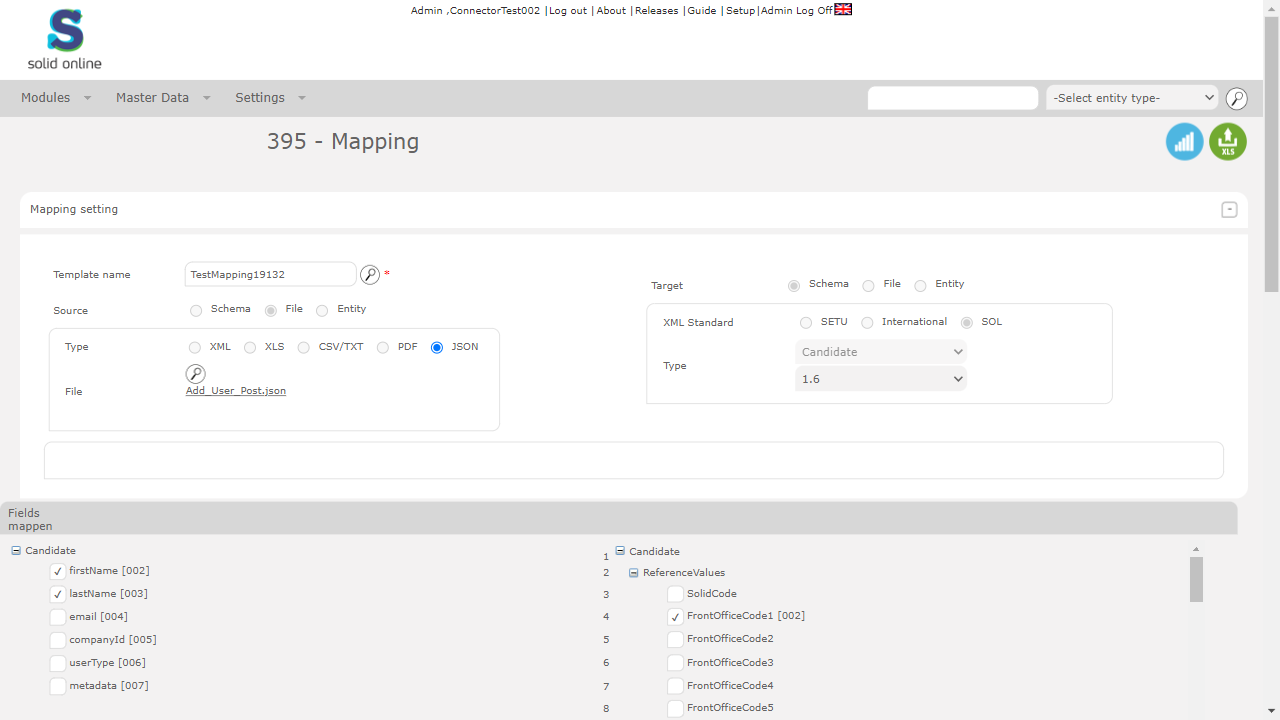 Admin ,ConnectorTest002 |Log out |About |Releases |Guide |Setup|Admin Log Off
solid online
Modules Master Data Settings -Select entity type-
395 - Mapping
XLS
Mapping setting -
Template name TestMapping19132 *
Target Schema File Entity
Source Schema File Entity
XML Standard SETU International SOL
Type XML XLS CSV/TXT PDF JSON
Candidate
Type
1.6
File Add_User_Post.json
Fields
mappen
Candidate
firstName [002]
lastName [003]
email [004]
companyId [005]
userType [006]
metadata [007]
1 Candidate
2 ReferenceValues
3 SolidCode
4 FrontOfficeCode1 [002]
5 FrontOfficeCode2
6 FrontOfficeCode3
7 FrontOfficeCode4
8 FrontOfficeCode5